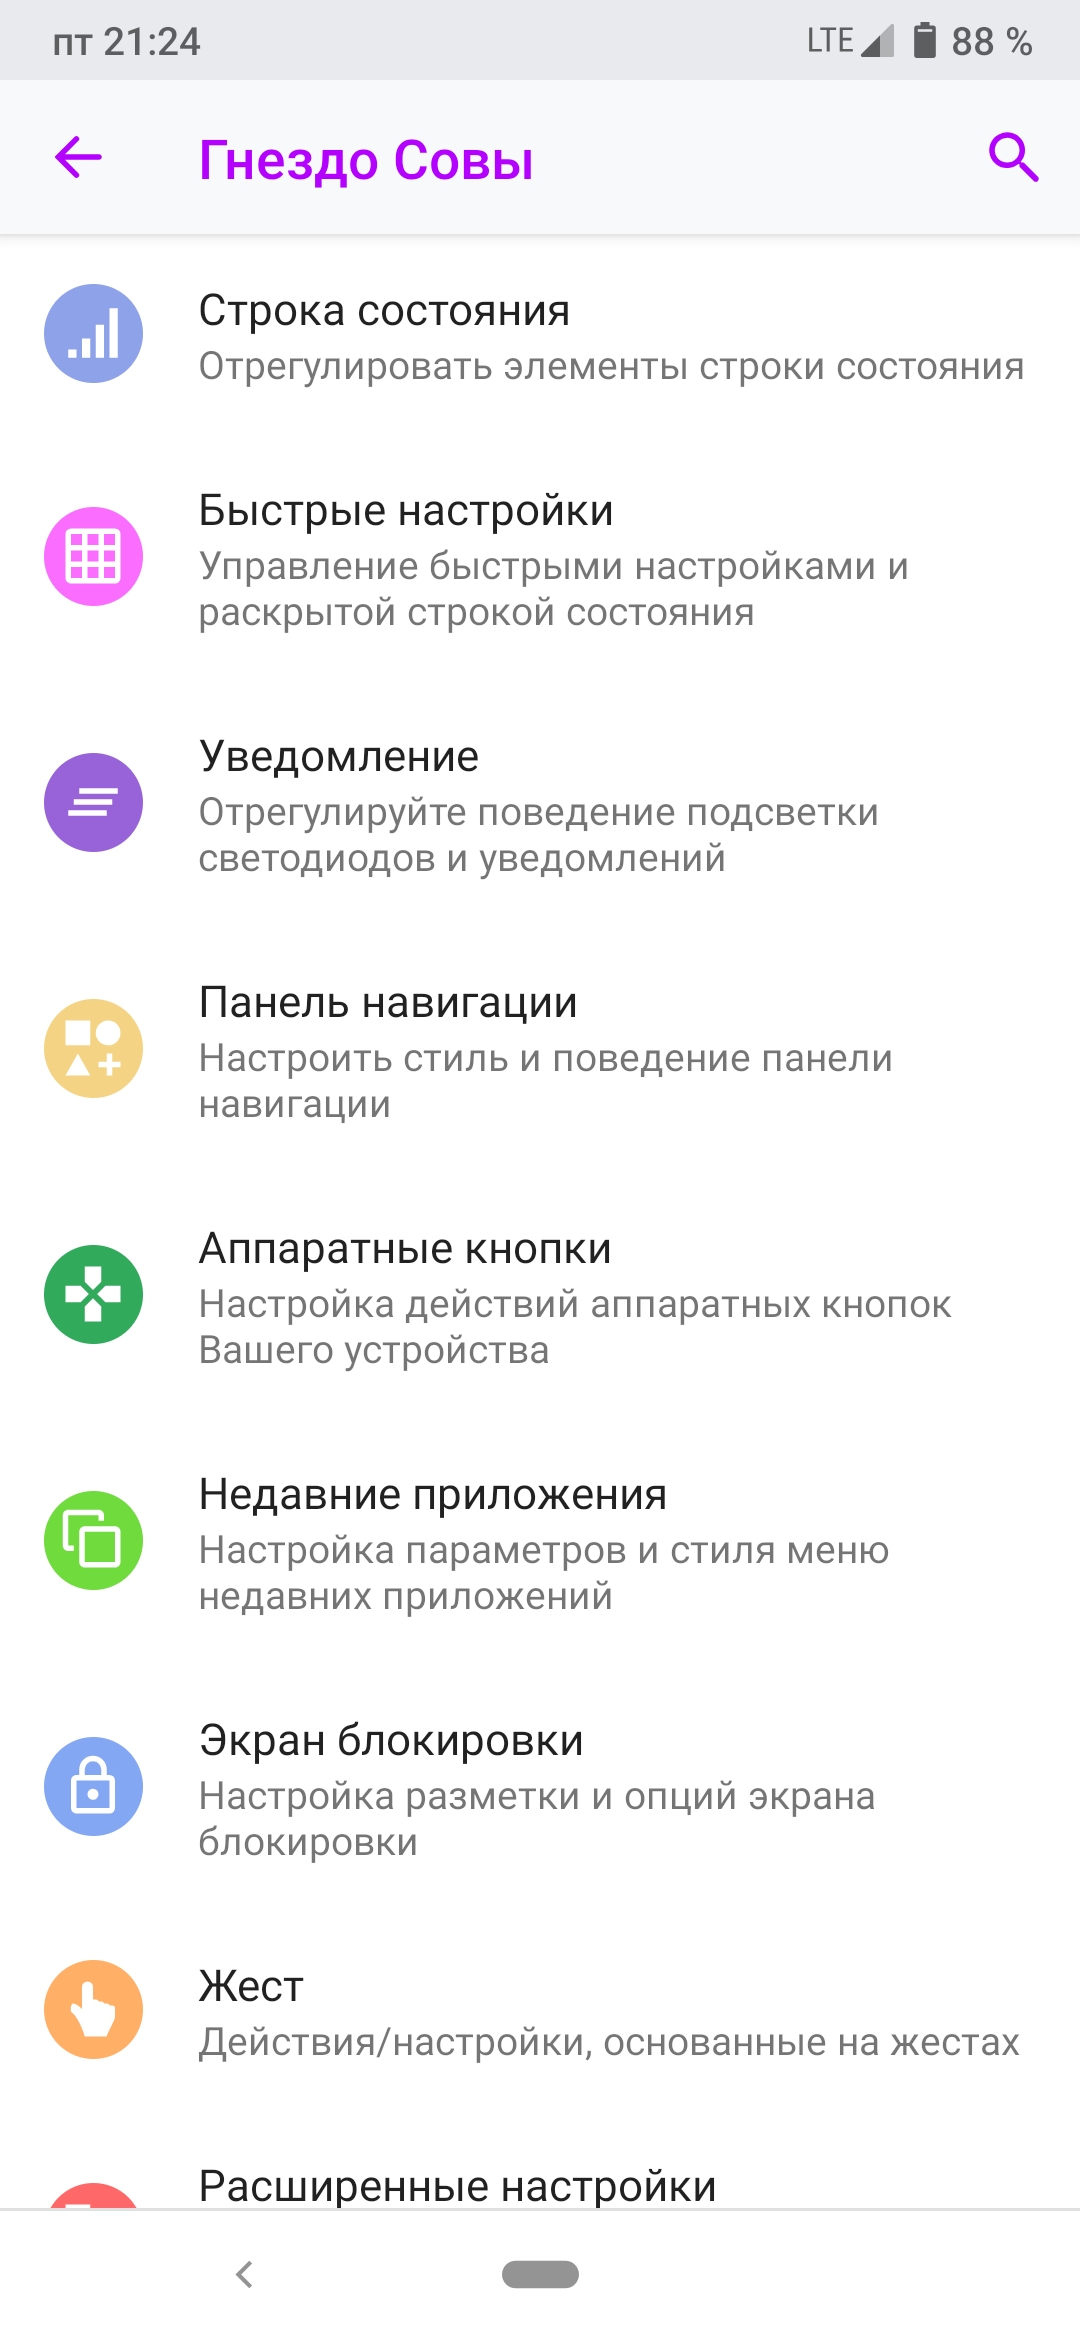 пт 21:24
LTE 88 %
Гнездо Совы
Строка состояния
Отрегулировать элементы строки состояния
Быстрые настройки
Управление быстрыми настройками и
раскрытой строкой состояния
Уведомление
Отрегулируйте поведение подсветки
светодиодов и уведомлений
Панель навигации
Настроить стиль и поведение панели
навигации
Аппаратные кнопки
Настройка действий аппаратных кнопок
Вашего устройства
Недавние приложения
Настройка параметров и стиля меню
недавних приложений
Экран блокировки
Настройка разметки и опций экрана
блокировки
Жест
Действия/настройки, основанные на жестах
Расширенные настройки